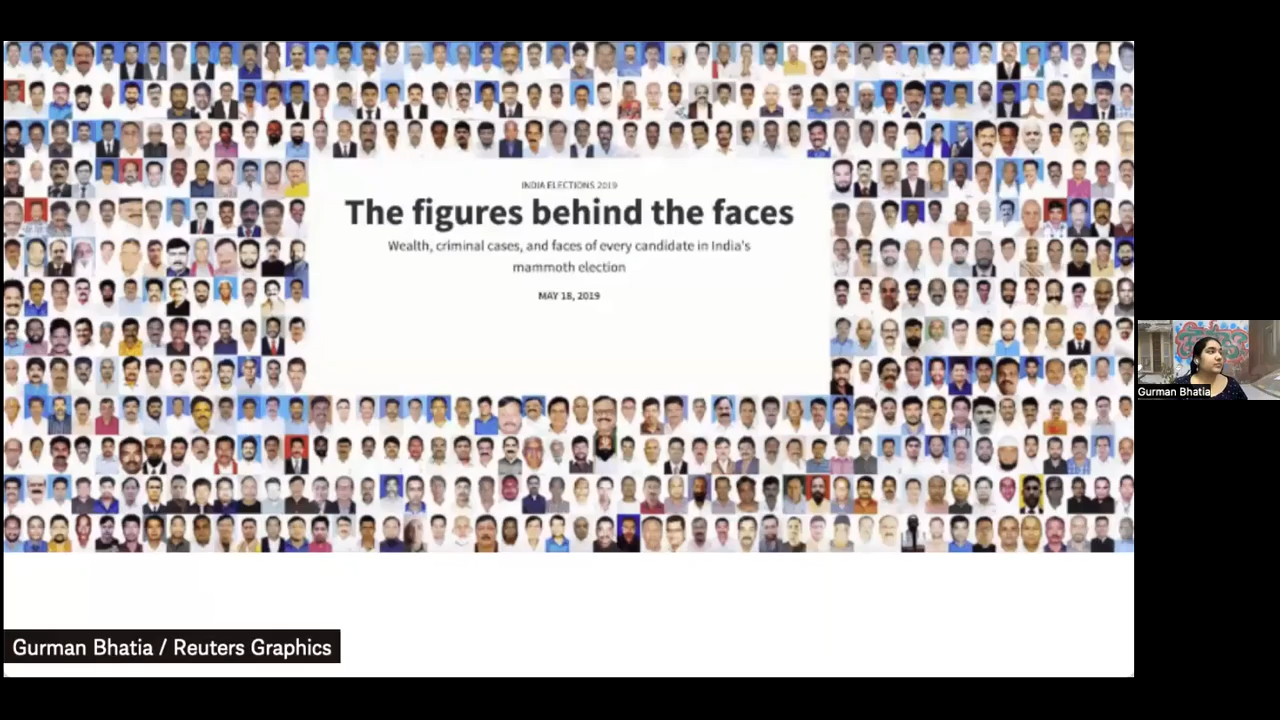 INDIA ELECTIONS 2019
The figures behind the faces
Wealth, criminal cases, and faces of every candidate in India's
mammoth election
MAY 18, 2019
Gurman Bhatia / Reuters Graphics
Gurman Bhatia